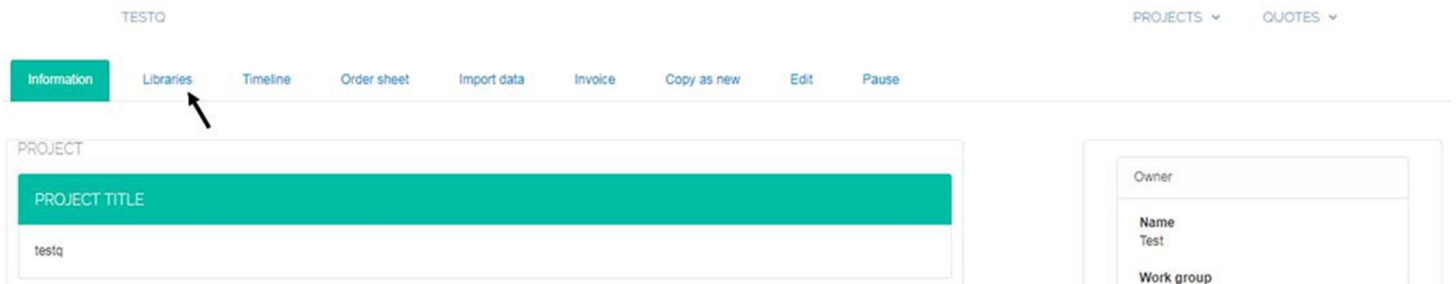 TESTQ PROJECTS QUOTES
Information Libraries Timeline Order sheet Import data Invoice Copy as new Edit Pause
PROJECT
PROJECT TITLE
testq
Owner
Name
Test
Work group